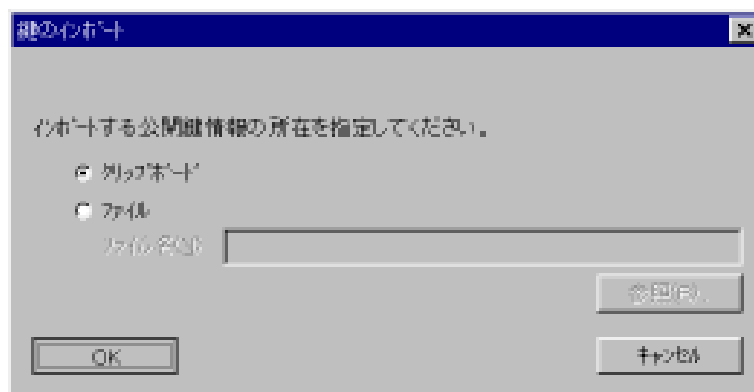 鍵のインポート
インポートする公開鍵情報の所在を指定してください。
クリップボード
ファイル
ファイル名(N)
参照(R)..
OK
キャンセル